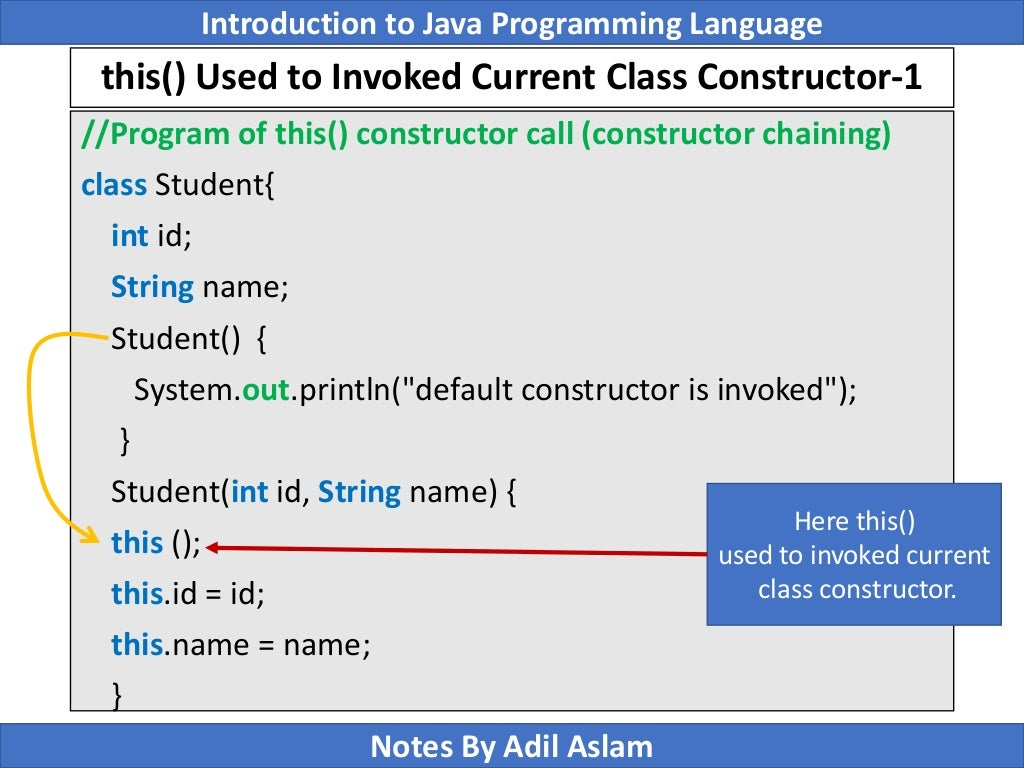 Introduction to Java Programming Language
this() Used to Invoked Current Class Constructor-1
//Program of this() constructor call (constructor chaining)
class Student{
int id;
String name;
Student()  {
System.out.println("default constructor is invoked");
}
Student(int id, String name) {
this ();
this.id = id;
this.name = name;
}
Here this()
used to invoked current
class constructor.
Notes By Adil Aslam